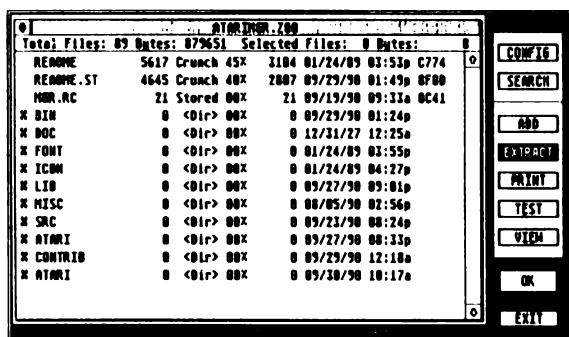 ATARIMGR.ZOO
Total Files: 89 Bytes: 879651 Selected Files: 0 Bytes: 0
README 5617 Crunch 45% 3104 01/24/89 03:53p C774
README.ST 4645 Crunch 40% 2807 09/29/90 01:49p
MGR.RC 21 Stored 00% 21 09/19/90 09:33a 0C41
% BIN 0 <Dir> 00% 0 09/29/90 01:24p
% DOC 0 <Dir> 00% 0 12/31/27 12:25a
% FONT 0 <Dir> 00% 0 01/24/89 03:55p
% ICON 0 <Dir> 00% 0 01/24/89 04:27p
% LIB 0 <Dir> 00% 0 09/27/90 09:01p
% MISC 0 <Dir> 00% 0 08/05/90 02:56p
% SRC 0 <Dir> 00% 0 09/23/90 08:24p
% ATARI 0 <Dir> 00% 0 09/27/90 08:33p
% CONTRIB 0 <Dir> 00% 0 09/29/90 12:18a
% ATARI 0 <Dir> 00% 0 09/30/90 10:17a
CONFIG
SEARCH
ADD
EXTRACT
PRINT
TEST
VIEW
OK
EXIT